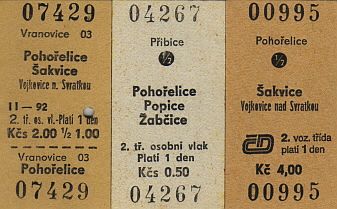 07429
Vranovice 03
Pohořelice
Šakvice
Vojkovice n. Svratkou
11 - 92
2. tř. os. vl.-Platí 1 den
Kčs 2.00 ½ 1.00
Vranovice 03
Pohořelice
07429
04267
Přibice
½
Pohořelice
Popice
Žabčice
2. tř. osobní vlak
Platí 1 den
Kčs 0.50
04267
00995
Pohořelice
½
Šakvice
Vojkovice nad Svratkou
ČD 2. voz. třída
platí 1 den
Kč 4,00
00995